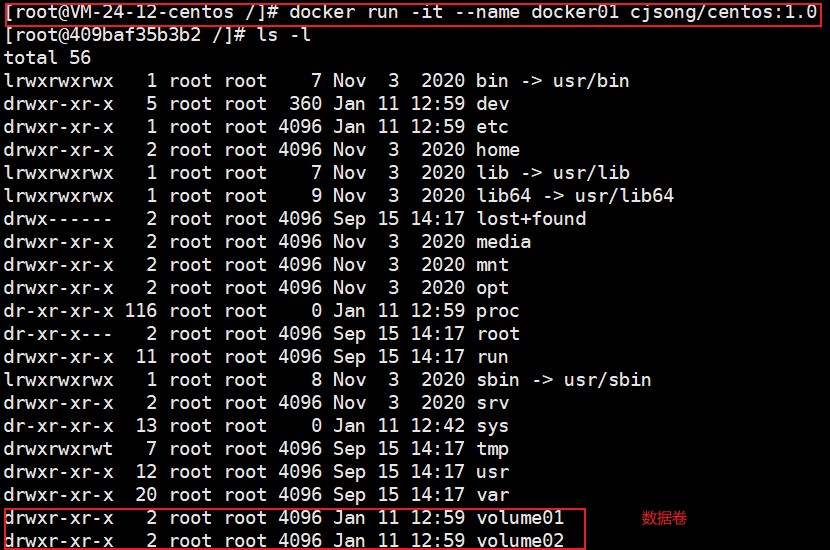 [root@VM-24-12-centos /]# docker run -it --name docker01 cjsong/centos:1.0
[root@409baf35b3b2 /]# ls -l
total 56
lrwxrwxrwx   1 root root    7 Nov  3  2020 bin -> usr/bin
drwxr-xr-x   5 root root  360 Jan 11 12:59 dev
drwxr-xr-x   1 root root 4096 Jan 11 12:59 etc
drwxr-xr-x   2 root root 4096 Nov  3  2020 home
lrwxrwxrwx   1 root root    7 Nov  3  2020 lib -> usr/lib
lrwxrwxrwx   1 root root    9 Nov  3  2020 lib64 -> usr/lib64
drwx------   2 root root 4096 Sep 15 14:17 lost+found
drwxr-xr-x   2 root root 4096 Nov  3  2020 media
drwxr-xr-x   2 root root 4096 Nov  3  2020 mnt
drwxr-xr-x   2 root root 4096 Nov  3  2020 opt
dr-xr-xr-x 116 root root    0 Jan 11 12:59 proc
dr-xr-x---   2 root root 4096 Sep 15 14:17 root
drwxr-xr-x  11 root root 4096 Sep 15 14:17 run
lrwxrwxrwx   1 root root    8 Nov  3  2020 sbin -> usr/sbin
drwxr-xr-x   2 root root 4096 Nov  3  2020 srv
dr-xr-xr-x  13 root root    0 Jan 11 12:42 sys
drwxrwxrwt   7 root root 4096 Sep 15 14:17 tmp
drwxr-xr-x  12 root root 4096 Sep 15 14:17 usr
drwxr-xr-x  20 root root 4096 Sep 15 14:17 var
drwxr-xr-x   2 root root 4096 Jan 11 12:59 volume01 数据卷
drwxr-xr-x   2 root root 4096 Jan 11 12:59 volume02